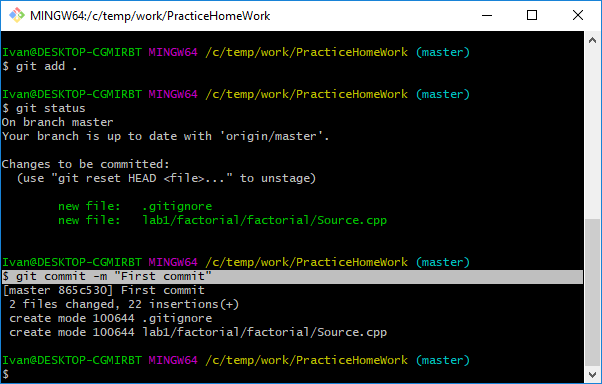 MINGW64:/c/temp/work/PracticeHomeWork
Ivan@DESKTOP-CGMIRBT MINGW64 /c/temp/work/PracticeHomeWork (master)
$ git add .
Ivan@DESKTOP-CGMIRBT MINGW64 /c/temp/work/PracticeHomeWork (master)
$ git status
On branch master
Your branch is up to date with 'origin/master'.
Changes to be committed:
  (use "git reset HEAD <file>..." to unstage)
        new file:   .gitignore
        new file:   lab1/factorial/factorial/Source.cpp
Ivan@DESKTOP-CGMIRBT MINGW64 /c/temp/work/PracticeHomeWork (master)
$ git commit -m "First commit"
[master 865c530] First commit
 2 files changed, 22 insertions(+)
 create mode 100644 .gitignore
 create mode 100644 lab1/factorial/factorial/Source.cpp
Ivan@DESKTOP-CGMIRBT MINGW64 /c/temp/work/PracticeHomeWork (master)
$